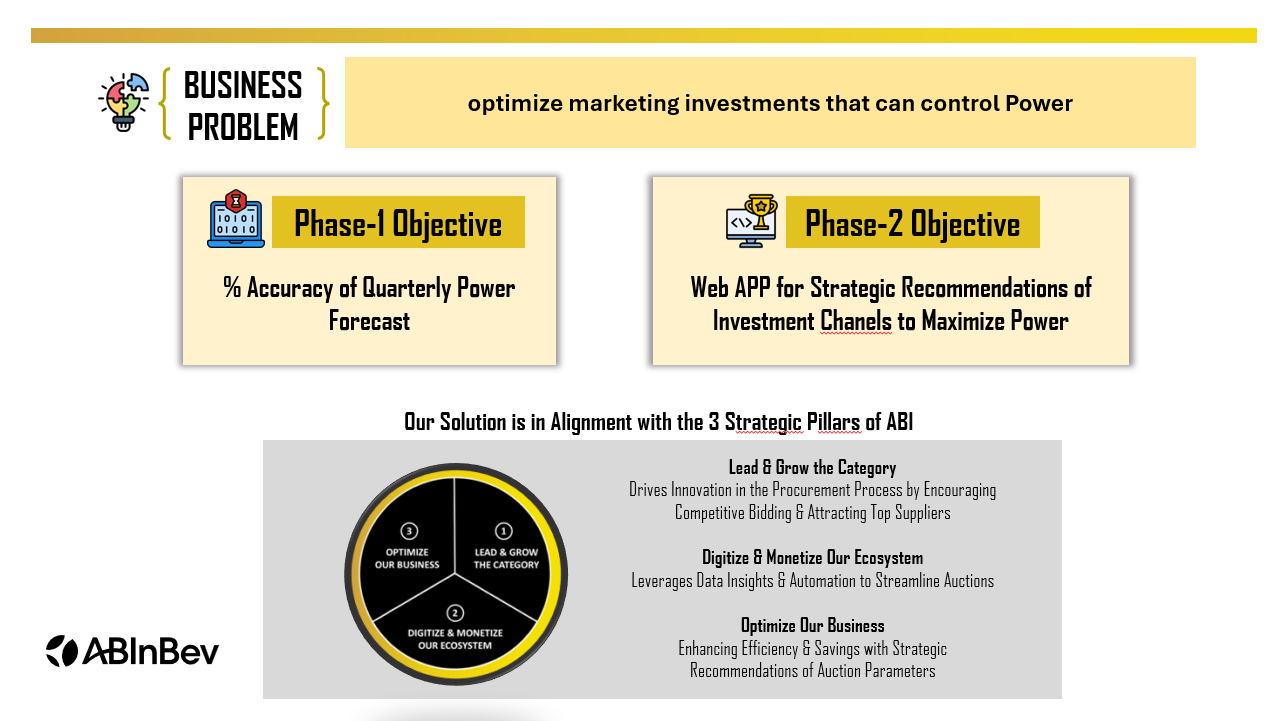 BUSINESS
PROBLEM
optimize marketing investments that can control Power
Phase-1 Objective
% Accuracy of Quarterly Power
Forecast
Phase-2 Objective
Web APP for Strategic Recommendations of
Investment Chanels to Maximize Power
Our Solution is in Alignment with the 3 Strategic Pillars of ABI
3
OPTIMIZE
OUR BUSINESS
1
LEAD & GROW
THE CATEGORY
2
DIGITIZE & MONETIZE
OUR ECOSYSTEM
Lead & Grow the Category
Drives Innovation in the Procurement Process by Encouraging
Competitive Bidding & Attracting Top Suppliers
Digitize & Monetize Our Ecosystem
Leverages Data Insights & Automation to Streamline Auctions
Optimize Our Business
Enhancing Efficiency & Savings with Strategic
Recommendations of Auction Parameters
ABInBev